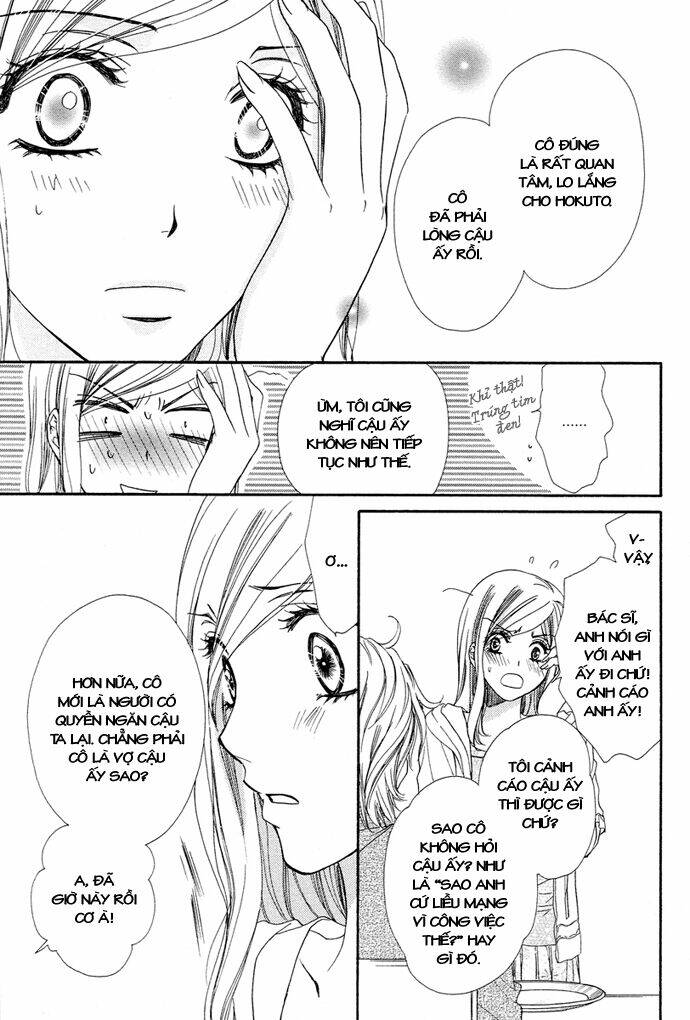 CÔ ĐÚNG
LÀ RẤT QUAN
TÂM, LO LẮNG
CHO HOKUTO.
CÔ
ĐÃ PHẢI
LÒNG CẬU
ẤY RỒI.
.......
Khỉ thật!
Trúng tim
đen!
ỪM, TÔI CŨNG
NGHĨ CẬU ẤY
KHÔNG NÊN TIẾP
TỤC NHƯ THẾ.
V-
VẬY,
BÁC SĨ,
ANH NÓI GÌ
VỚI ANH
ẤY ĐI CHỨ!
CẢNH CÁO
ANH ẤY!
TÔI CẢNH
CÁO CẬU ẤY
THÌ ĐƯỢC GÌ
CHỨ?
SAO CÔ
KHÔNG HỎI
CẬU ẤY? NHƯ
LÀ "SAO ANH
CỨ LIỀU MẠNG
VÌ CÔNG VIỆC
THẾ?" HAY
GÌ ĐÓ.
Ơ...
HƠN NỮA, CÔ
MỚI LÀ NGƯỜI CÓ
QUYỀN NGĂN CẬU
TA LẠI. CHẲNG PHẢI
CÔ LÀ VỢ CẬU
ẤY SAO?
A, ĐÃ
GIỜ NÀY RỒI
CƠ À!